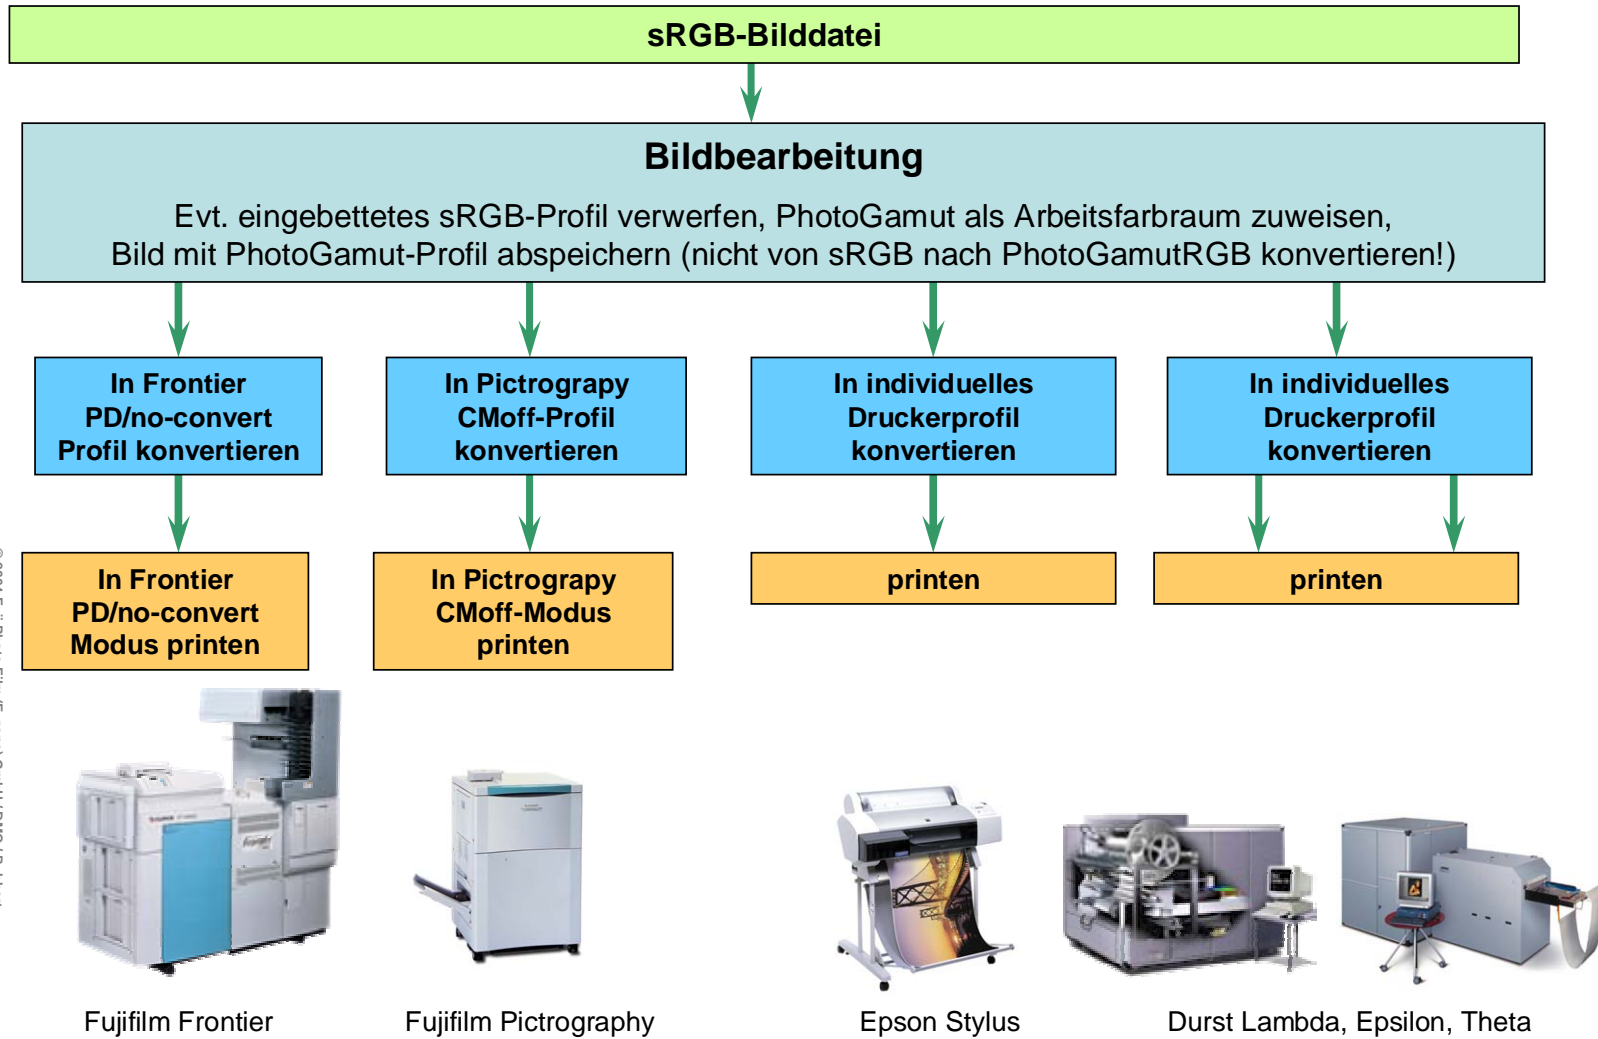 sRGB-Bilddatei
Bildbearbeitung
Evt. eingebettetes sRGB-Profil verwerfen, PhotoGamut als Arbeitsfarbraum zuweisen,
Bild mit PhotoGamut-Profil abspeichern (nicht von sRGB nach PhotoGamutRGB konvertieren!)
In Frontier
PD/no-convert
Profil konvertieren
In Pictrograpy
CMoff-Profil
konvertieren
In individuelles
Druckerprofil
konvertieren
In individuelles
Druckerprofil
konvertieren
In Frontier
PD/no-convert
Modus printen
In Pictrograpy
CMoff-Modus
printen
printen
printen
Fujifilm Frontier
Fujifilm Pictrography
Epson Stylus
Durst Lambda, Epsilon, Theta